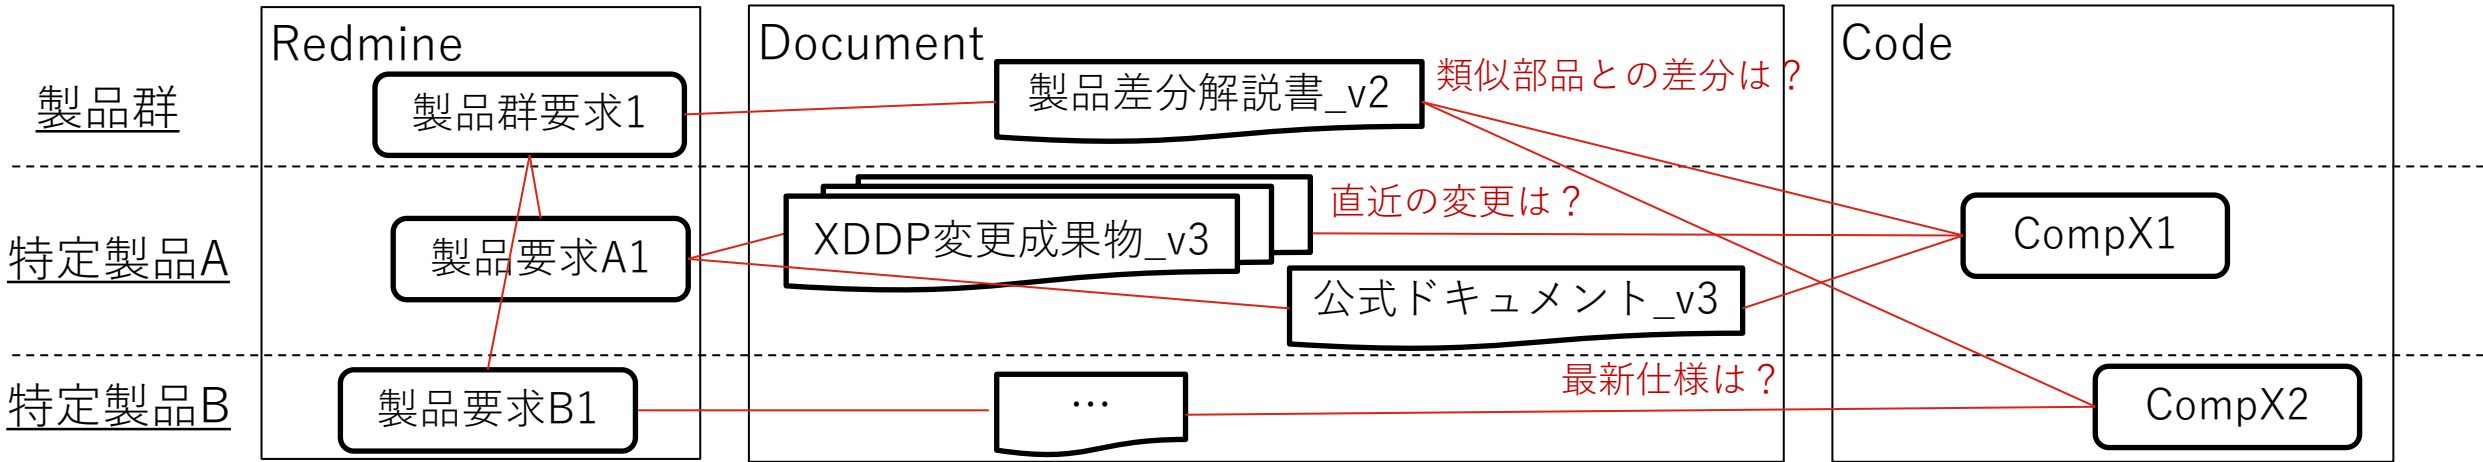 Redmine
Document
Code
製品群
製品群要求1
製品差分解説書_v2
類似部品との差分は？
特定製品A
製品要求A1
XDDP変更成果物_v3
直近の変更は？
CompX1
公式ドキュメント_v3
特定製品B
製品要求B1
…
最新仕様は？
CompX2